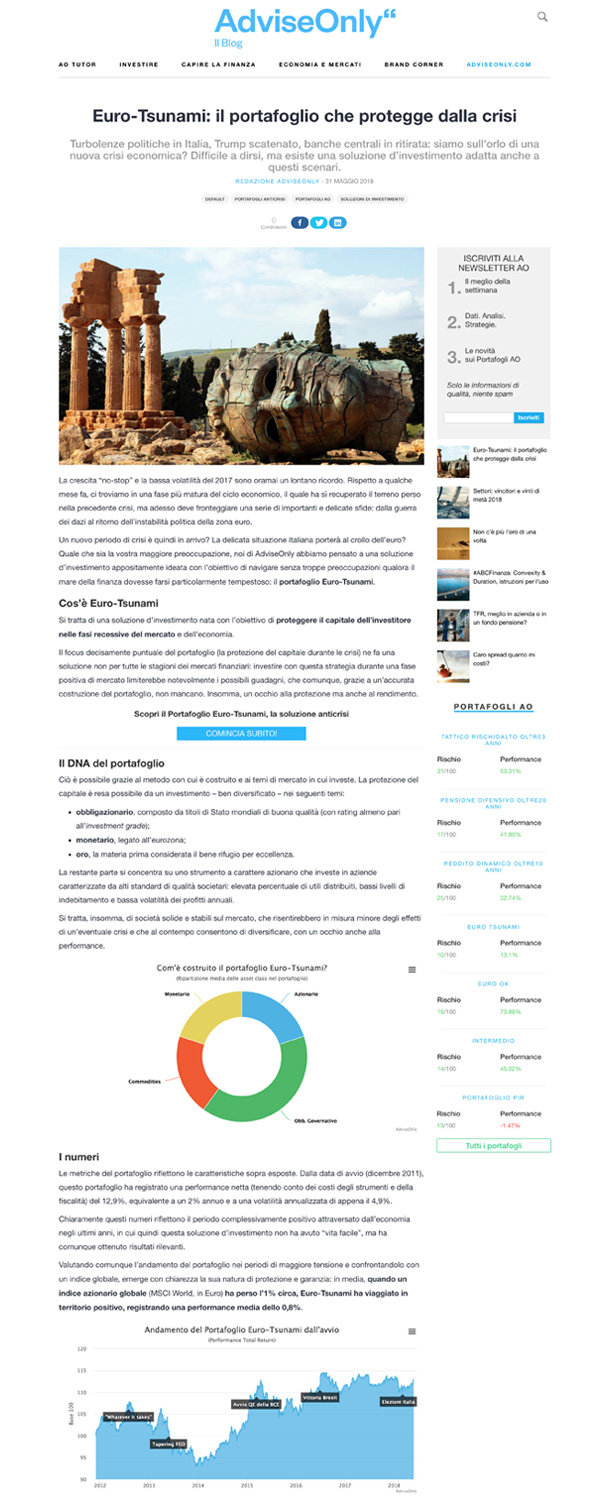 AdviseOnly“
Il Blog
AO TUTOR INVESTIRE CAPIRE LA FINANZA ECONOMIA E MERCATI BRAND CORNER ADVISEONLY.COM
Euro-Tsunami: il portafoglio che protegge dalla crisi
Turbolenze politiche in Italia, Trump scatenato, banche centrali in ritirata: siamo sull'orlo di una
nuova crisi economica? Difficile a dirsi, ma esiste una soluzione d'investimento adatta anche a
questi scenari.
REDAZIONE ADVISEONLY - 31 MAGGIO 2018
DEFAULT PORTAFOGLI ANTICRISI PORTAFOGLI AO SOLUZIONI DI INVESTIMENTO
6
Condivisioni
La crescita "no-stop" e la bassa volatilità del 2017 sono oramai un lontano ricordo. Rispetto a qualche
mese fa, ci troviamo in una fase più matura del ciclo economico, il quale ha sì recuperato il terreno perso
nella precedente crisi, ma adesso deve fronteggiare una serie di importanti e delicate sfide: dalla guerra
dei dazi al ritorno dell'instabilità politica della zona euro.
Un nuovo periodo di crisi è quindi in arrivo? La delicata situazione italiana porterà al crollo dell'euro?
Quale che sia la vostra maggiore preoccupazione, noi di AdviseOnly abbiamo pensato a una soluzione
d'investimento appositamente ideata con l'obiettivo di navigare senza troppe preoccupazioni qualora il
mare della finanza dovesse farsi particolarmente tempestoso: il portafoglio Euro-Tsunami.
Cos'è Euro-Tsunami
Si tratta di una soluzione d'investimento nata con l'obiettivo di proteggere il capitale dell'investitore
nelle fasi recessive del mercato e dell'economia.
Il focus decisamente puntuale del portafoglio (la protezione del capitale durante le crisi) ne fa una
soluzione non per tutte le stagioni dei mercati finanziari: investire con questa strategia durante una fase
positiva di mercato limiterebbe notevolmente i possibili guadagni, che comunque, grazie a un'accurata
costruzione del portafoglio, non mancano. Insomma, un occhio alla protezione ma anche al rendimento.
Scopri il Portafoglio Euro-Tsunami, la soluzione anticrisi
COMINCIA SUBITO!
Il DNA del portafoglio
Ciò è possibile grazie al metodo con cui è costruito e ai temi di mercato in cui investe. La protezione del
capitale è resa possibile da un investimento – ben diversificato – nei seguenti temi:
• obbligazionario, composto da titoli di Stato mondiali di buona qualità (con rating almeno pari
all'investment grade);
• monetario, legato all'eurozona;
• oro, la materia prima considerata il bene rifugio per eccellenza.
La restante parte si concentra su uno strumento a carattere azionario che investe in aziende
caratterizzate da alti standard di qualità societari: elevata percentuale di utili distribuiti, bassi livelli di
indebitamento e bassa volatilità dei profitti annuali.
Si tratta, insomma, di società solide e stabili sul mercato, che risentirebbero in misura minore degli effetti
di un'eventuale crisi e che al contempo consentono di diversificare, con un occhio anche alla
performance.
Com'è costruito il portafoglio Euro-Tsunami?
(Ripartizione media delle asset class nel portafoglio)
Monetario
Azionario
Commodities
Obb. Governativo
AdviseOnly
I numeri
Le metriche del portafoglio riflettono le caratteristiche sopra esposte. Dalla data di avvio (dicembre 2011),
questo portafoglio ha registrato una performance netta (tenendo conto dei costi degli strumenti e della
fiscalità) del 12,9%, equivalente a un 2% annuo e a una volatilità annualizzata di appena il 4,9%.
Chiaramente questi numeri riflettono il periodo complessivamente positivo attraversato dall'economia
negli ultimi anni, in cui quindi questa soluzione d'investimento non ha avuto "vita facile", ma ha
comunque ottenuto risultati rilevanti.
Valutando comunque l'andamento del portafoglio nei periodi di maggiore tensione e confrontandolo con
un indice globale, emerge con chiarezza la sua natura di protezione e garanzia: in media, quando un
indice azionario globale (MSCI World, in Euro) ha perso l'1% circa, Euro-Tsunami ha viaggiato in
territorio positivo, registrando una performance media dello 0,8%.
Andamento del Portafoglio Euro-Tsunami dall'avvio
(Performance Total Return)
Base 100
120
115
110
105
100
95
90
"Whatever it takes"
Tapering FED
Avvio QE della BCE
Vittoria Brexit
Elezioni Italia
2012 2013 2014 2015 2016 2017 2018
AdviseOnly
ISCRIVITI ALLA
NEWSLETTER AO
1. Il meglio della
settimana
2. Dati. Analisi.
Strategie.
3. Le novità
sui Portafogli AO
Solo le informazioni di
qualità, niente spam
Iscriviti
Euro-Tsunami: il portafoglio
che protegge dalla crisi
Settori: vincitori e vinti di
metà 2018
Non c'è più l'oro di una
volta
#ABCFinanza: Convexity &
Duration, istruzioni per l'uso
TFR, meglio in azienda o in
un fondo pensione?
Caro spread quanto mi
costi?
PORTAFOGLI AO
TATTICO RISCHIOALTO OLTRE3
ANNI
Rischio Performance
31/100 53.31%
PENSIONE DIFENSIVO OLTRE20
ANNI
Rischio Performance
17/100 41.80%
REDDITO DINAMICO OLTRE10
ANNI
Rischio Performance
25/100 32.74%
EURO TSUNAMI
Rischio Performance
10/100 13.1%
EURO OK
Rischio Performance
19/100 73.88%
INTERMEDIO
Rischio Performance
14/100 45.02%
PORTAFOGLIO PIR
Rischio Performance
13/100 -1.47%
Tutti i portafogli